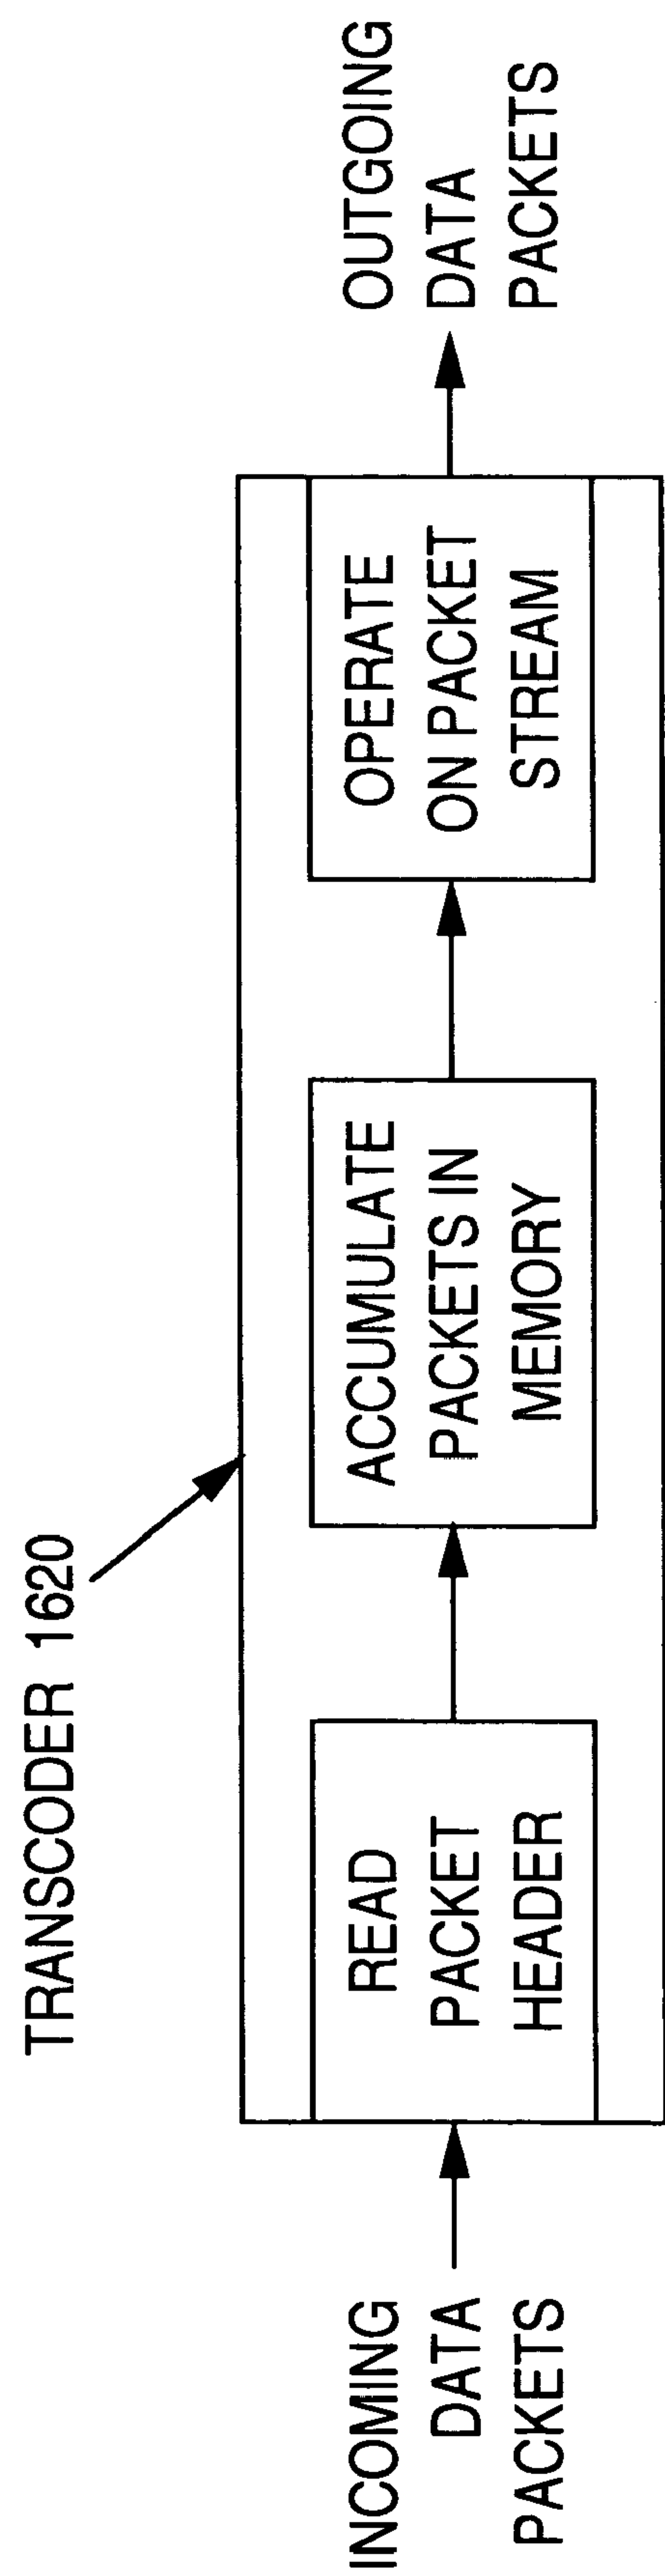 TRANSCODER 1620
INCOMING
DATA
PACKETS
READ
PACKET
HEADER
ACCUMULATE
PACKETS IN
MEMORY
OPERATE
ON PACKET
STREAM
OUTGOING
DATA
PACKETS